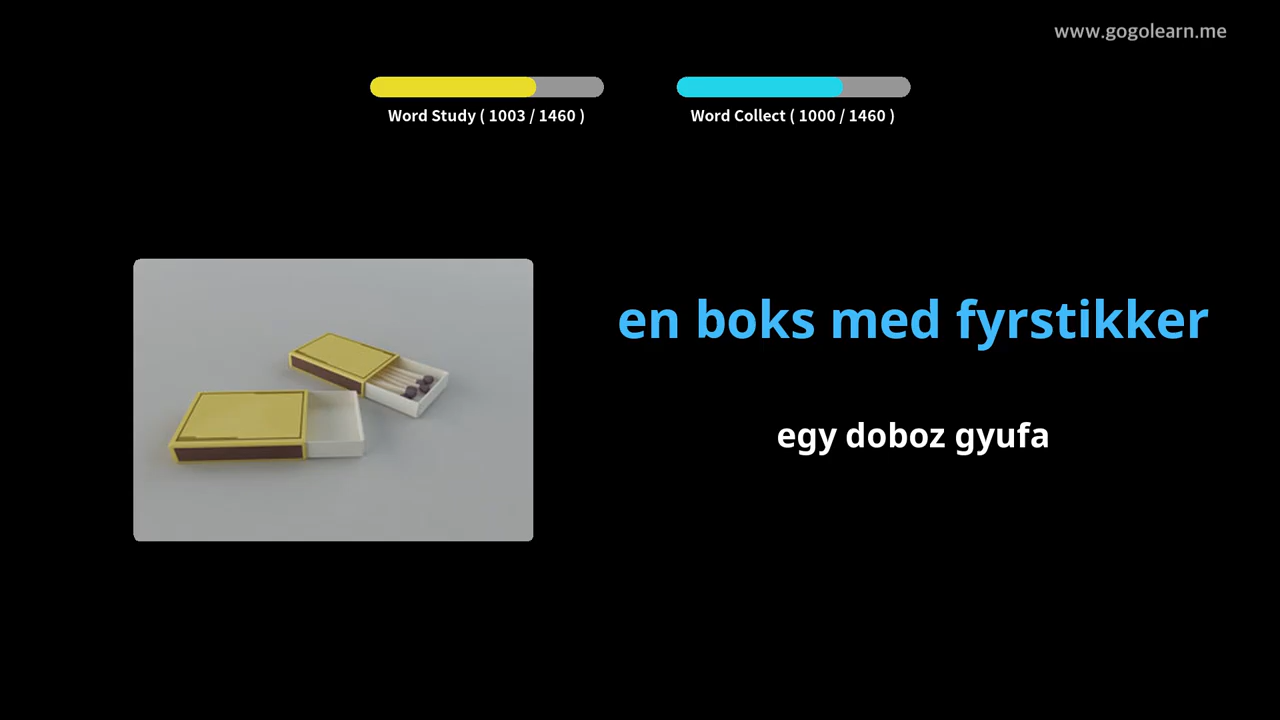 www.gogolearn.me
Word Study ( 1003 / 1460 )
Word Collect ( 1000 / 1460 )
en boks med fyrstikker
egy doboz gyufa